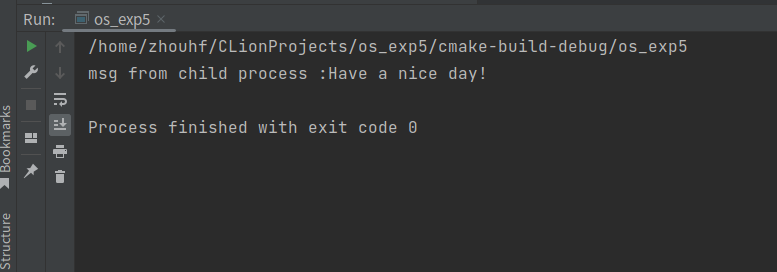 Run: os_exp5
/home/zhouhf/CLionProjects/os_exp5/cmake-build-debug/os_exp5
msg from child process :Have a nice day!
Process finished with exit code 0
Bookmarks
Structure